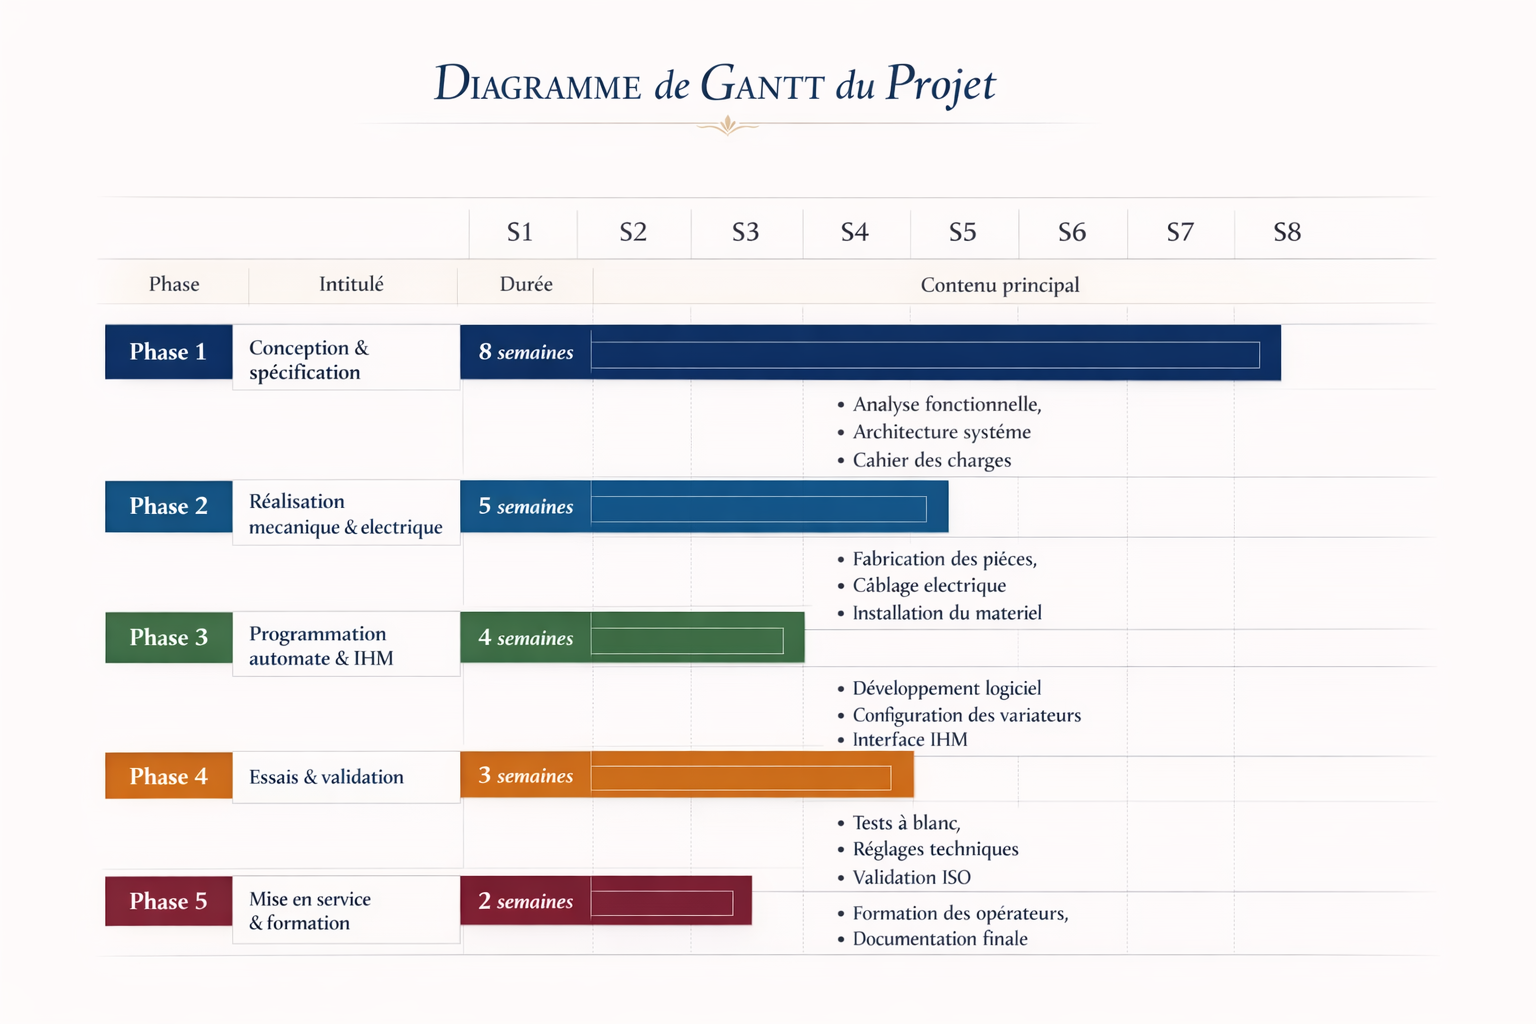 Diagramme de Gantt du Projet
S1 S2 S3 S4 S5 S6 S7 S8
Phase Intitulé Durée Contenu principal
Phase 1
Conception &
spécification
8 semaines
• Analyse fonctionnelle,
• Architecture systéme
• Cahier des charges
Phase 2
Réalisation
mecanique & electrique
5 semaines
• Fabrication des piéces,
• Câblage electrique
• Installation du materiel
Phase 3
Programmation
automate & IHM
4 semaines
• Développement logiciel
• Configuration des variateurs
• Interface IHM
Phase 4
Essais & validation
3 semaines
• Tests à blanc,
• Réglages techniques
• Validation ISO
Phase 5
Mise en service
& formation
2 semaines
• Formation des opérateurs,
• Documentation finale